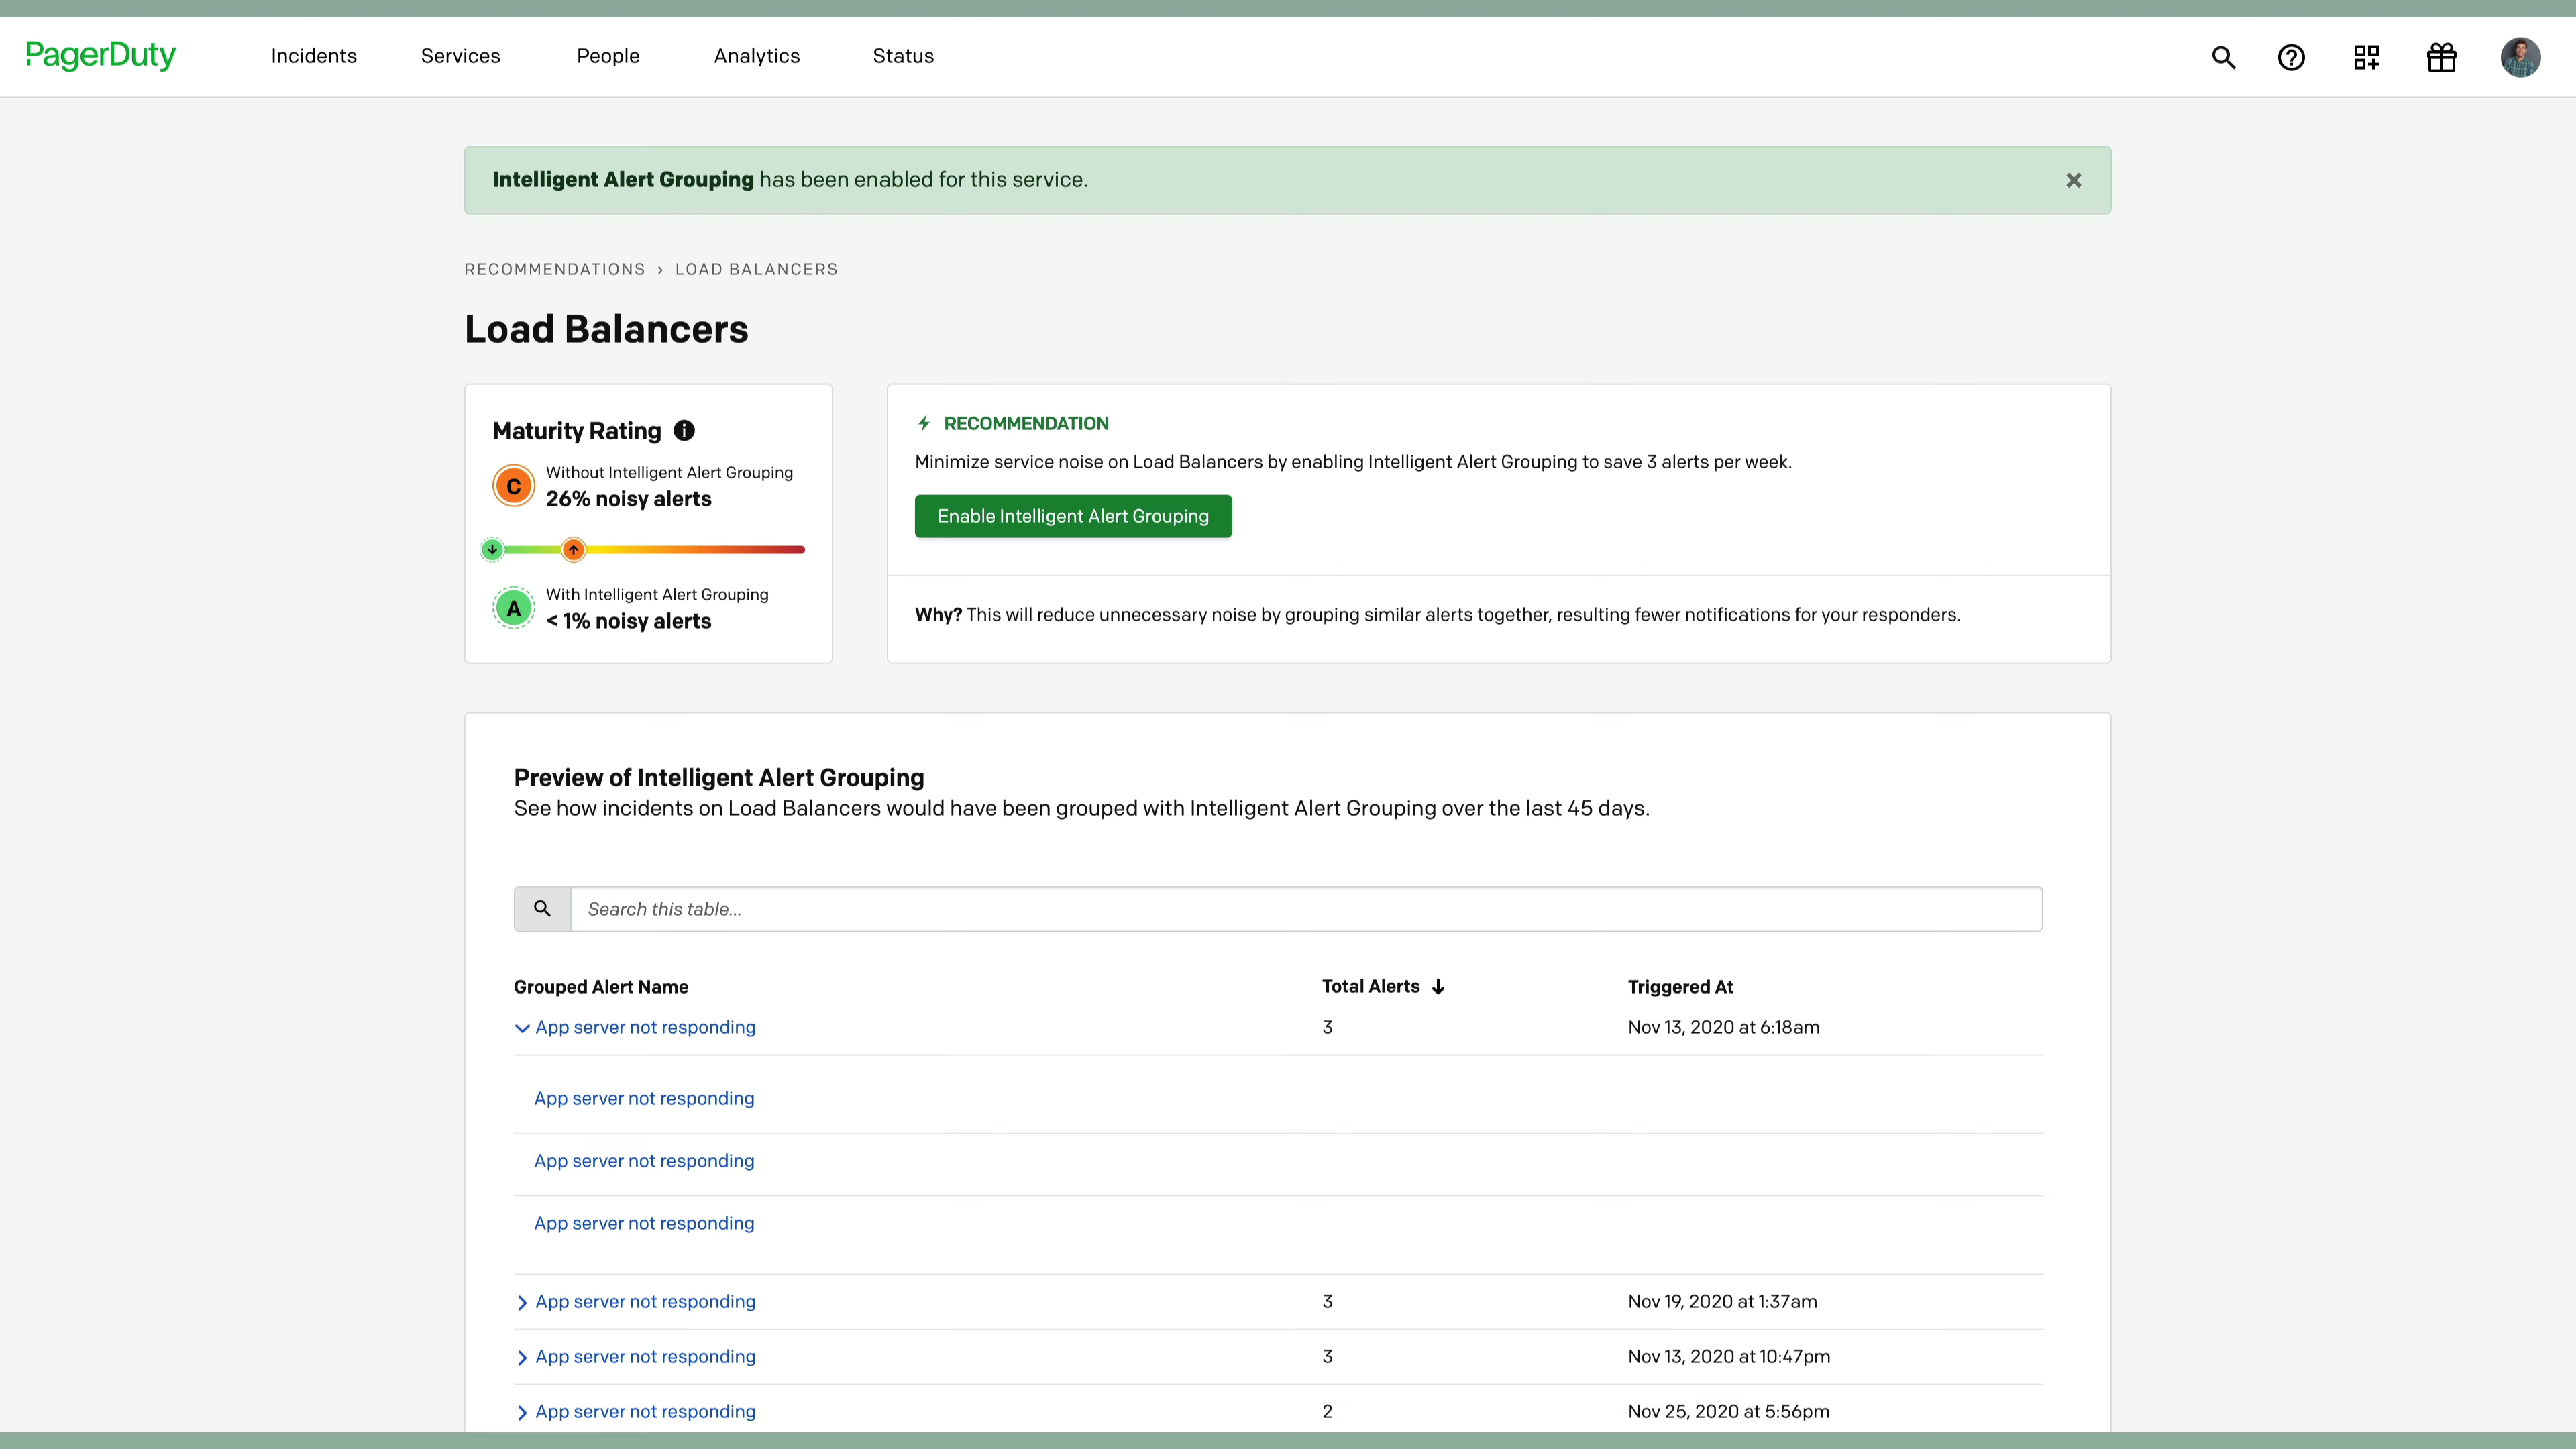 PagerDuty Incidents Services People Analytics Status
Intelligent Alert Grouping has been enabled for this service.
RECOMMENDATIONS › LOAD BALANCERS
Load Balancers
Maturity Rating
C
Without Intelligent Alert Grouping
26% noisy alerts
A
With Intelligent Alert Grouping
< 1% noisy alerts
RECOMMENDATION
Minimize service noise on Load Balancers by enabling Intelligent Alert Grouping to save 3 alerts per week.
Enable Intelligent Alert Grouping
Why? This will reduce unnecessary noise by grouping similar alerts together, resulting fewer notifications for your responders.
Preview of Intelligent Alert Grouping
See how incidents on Load Balancers would have been grouped with Intelligent Alert Grouping over the last 45 days.
Search this table...
Grouped Alert Name Total Alerts Triggered At
App server not responding 3 Nov 13, 2020 at 6:18am
App server not responding
App server not responding
App server not responding
App server not responding 3 Nov 19, 2020 at 1:37am
App server not responding 3 Nov 13, 2020 at 10:47pm
App server not responding 2 Nov 25, 2020 at 5:56pm